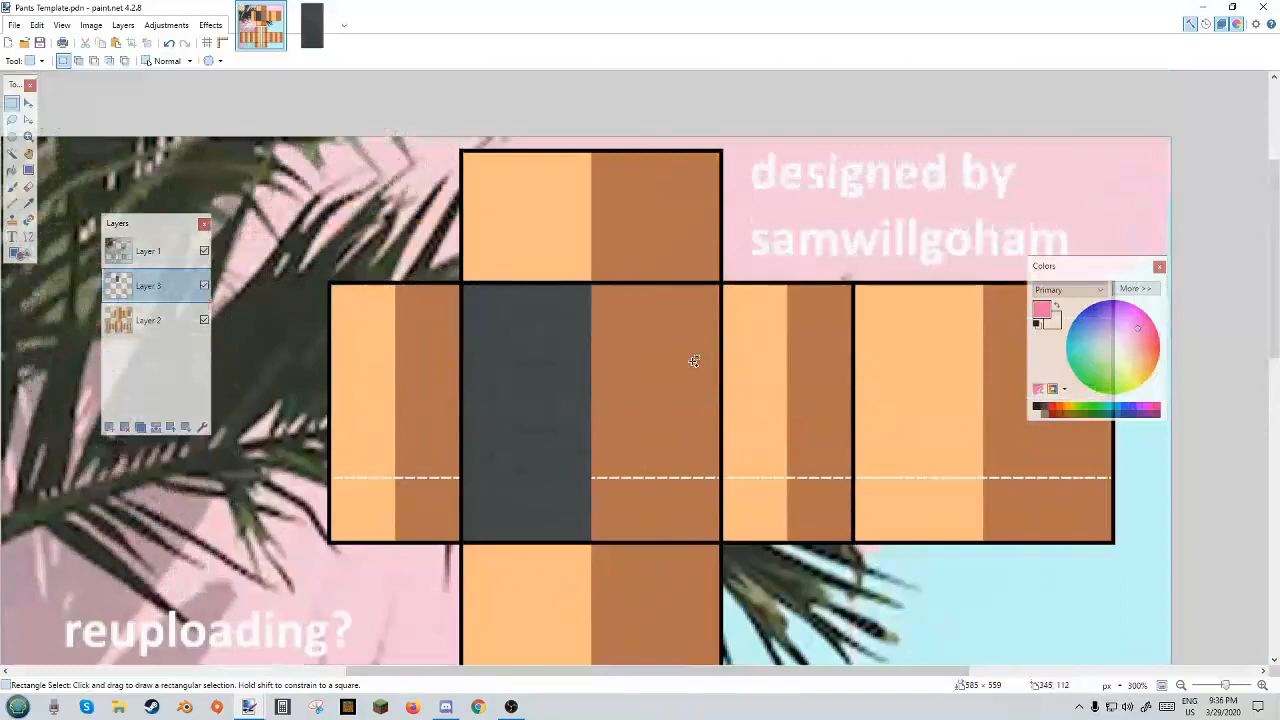 Pants Template.pdn - paint.net 4.2.8
File Edit View Image Layers Adjustments Effects
Tool: Normal
To...
designed by
samwillgoham
Layers
Layer 1
Layer 3
Layer 2
Colors
Primary More >>
reuploading?
Rectangle Select: Click and drag to draw a rectangular selection. Hold shift to constrain to a square. 585 × 559 345, 112 px 300%
9:36 PM
US 3/29/2020